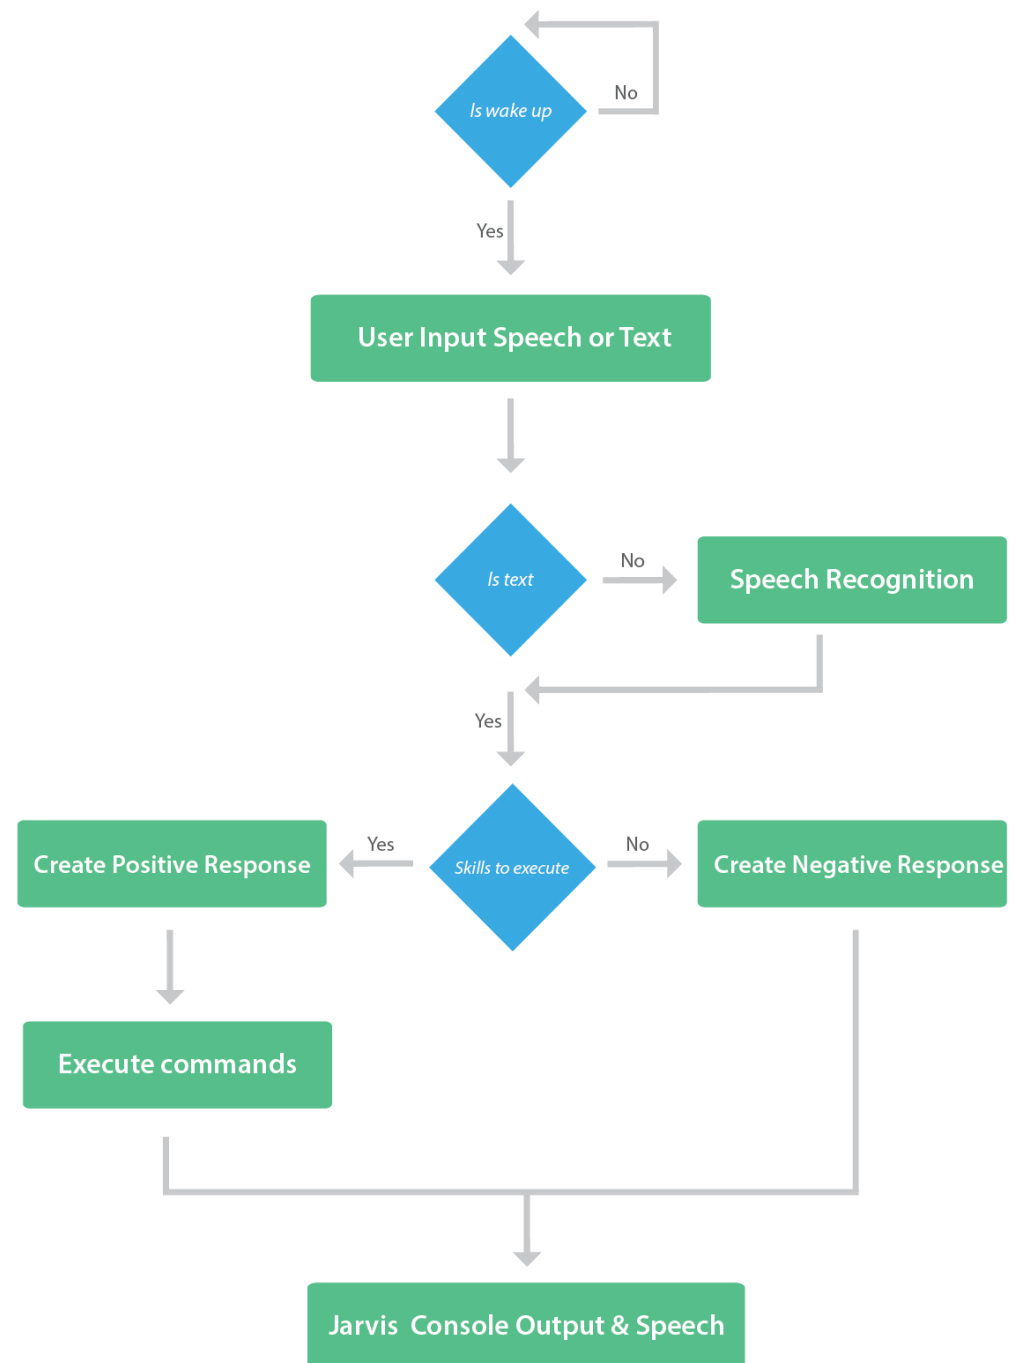 Is wake up
No
Yes
User Input Speech or Text
Is text
No
Speech Recognition
Yes
Skills to execute
Yes
No
Create Positive Response
Create Negative Response
Execute commands
Jarvis Console Output & Speech